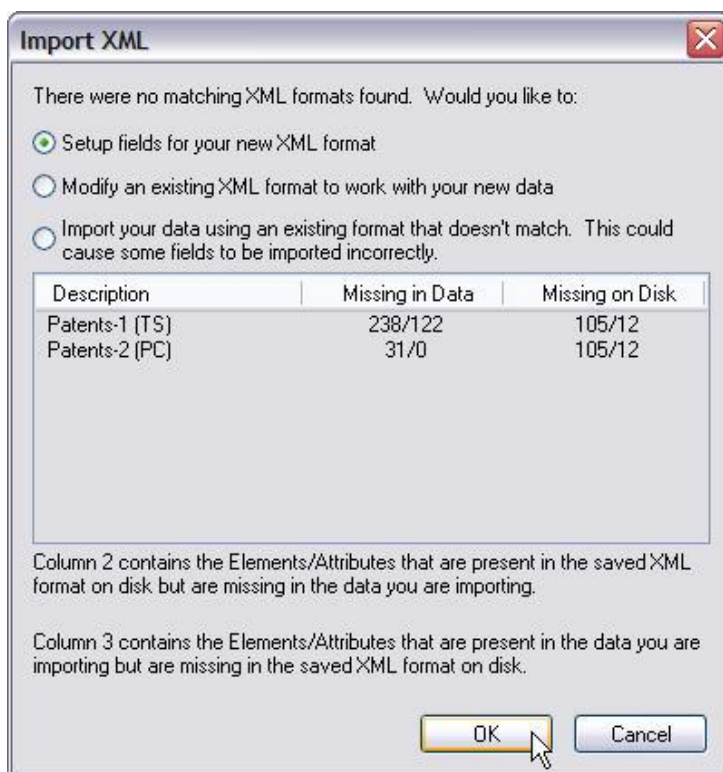 Import XML
There were no matching XML formats found. Would you like to:
Setup fields for your new XML format
Modify an existing XML format to work with your new data
Import your data using an existing format that doesn't match. This could
cause some fields to be imported incorrectly.
Description Missing in Data Missing on Disk
Patents-1 (TS) 238/122 105/12
Patents-2 (PC) 31/0 105/12
Column 2 contains the Elements/Attributes that are present in the saved XML
format on disk but are missing in the data you are importing.
Column 3 contains the Elements/Attributes that are present in the data you are
importing but are missing in the saved XML format on disk.
OK Cancel